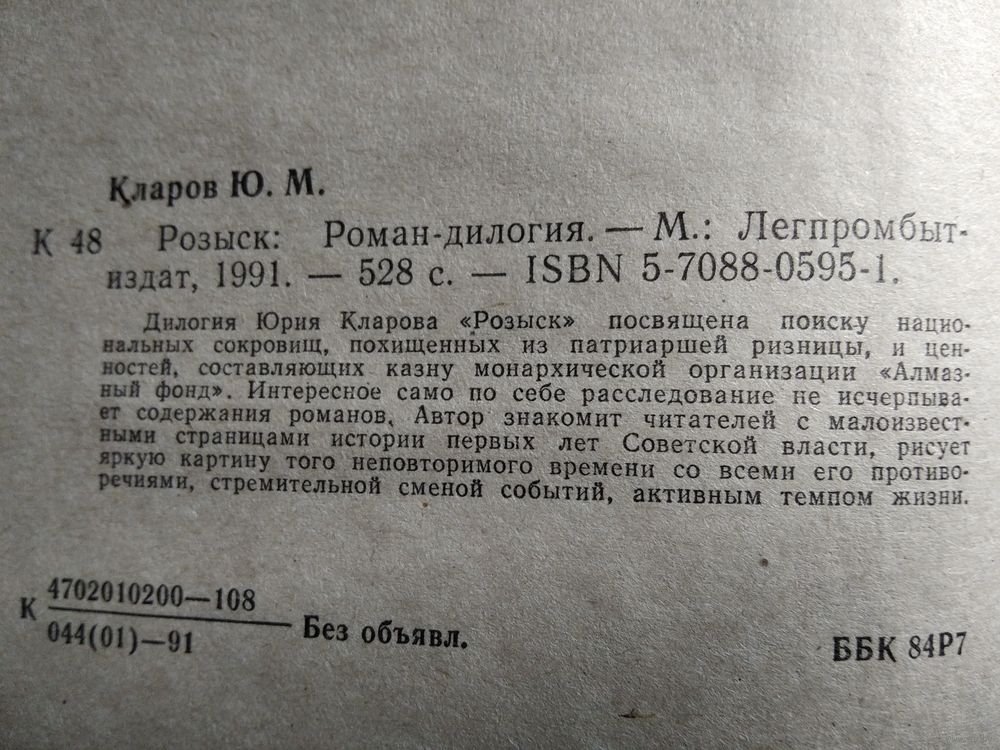 Кларов Ю. М.
К 48 Розыск: Роман-дилогия. — М.: Легпромбыт-
издат, 1991. — 528 с. — ISBN 5-7088-0595-1.
Дилогия Юрия Кларова «Розыск» посвящена поиску нацио-
нальных сокровищ, похищенных из патриаршей ризницы, и цен-
ностей, составляющих казну монархической организации «Алмаз-
ный фонд». Интересное само по себе расследование не исчерпыва-
ет содержания романов. Автор знакомит читателей с малоизвест-
ными страницами истории первых лет Советской власти, рисует
яркую картину того неповторимого времени со всеми его противо-
речиями, стремительной сменой событий, активным темпом жизни.
4702010200—108
К
044(01)—91
Без объявл.
ББК 84Р7